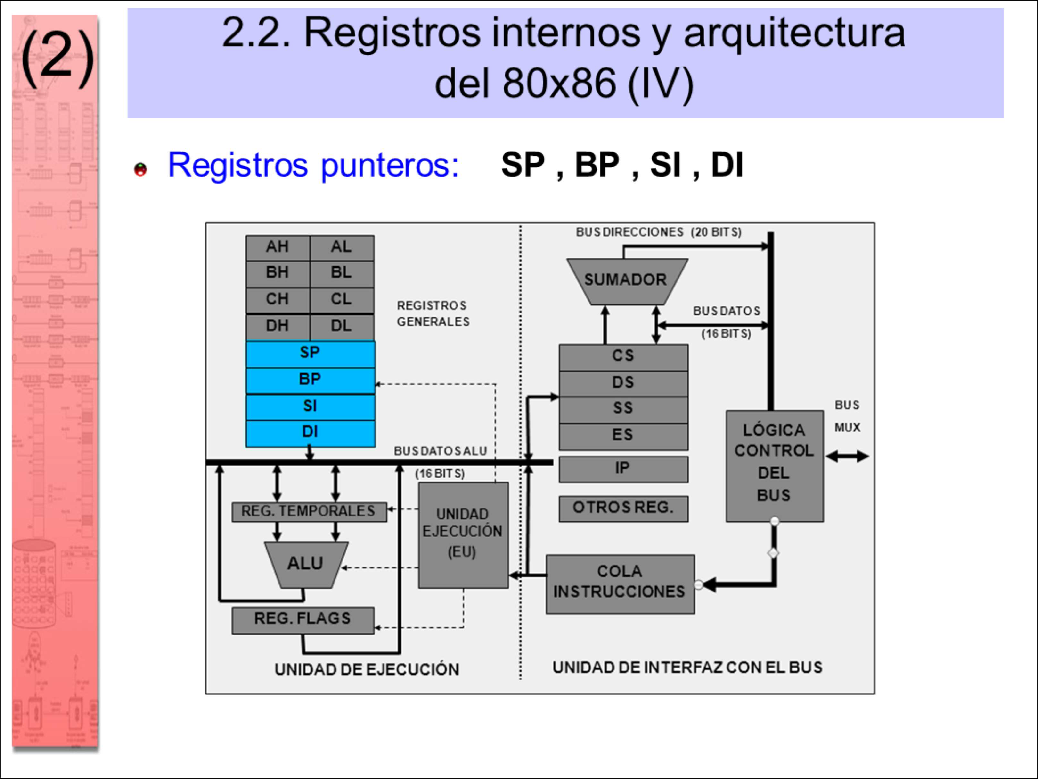 (2)
2.2. Registros internos y arquitectura
del 80x86 (IV)
Registros punteros: SP , BP , SI , DI
AH AL
BH BL
CH CL
DH DL
SP
BP
SI
DI
REGISTROS
GENERALES
BUS DATOS ALU
(16 BITS)
REG. TEMPORALES
ALU
REG. FLAGS
UNIDAD
EJECUCIÓN
(EU)
UNIDAD DE EJECUCIÓN
BUS DIRECCIONES (20 BITS)
SUMADOR
BUS DATOS
(16 BITS)
CS
DS
SS
ES
IP
OTROS REG.
COLA
INSTRUCCIONES
LÓGICA
CONTROL
DEL
BUS
BUS
MUX
UNIDAD DE INTERFAZ CON EL BUS